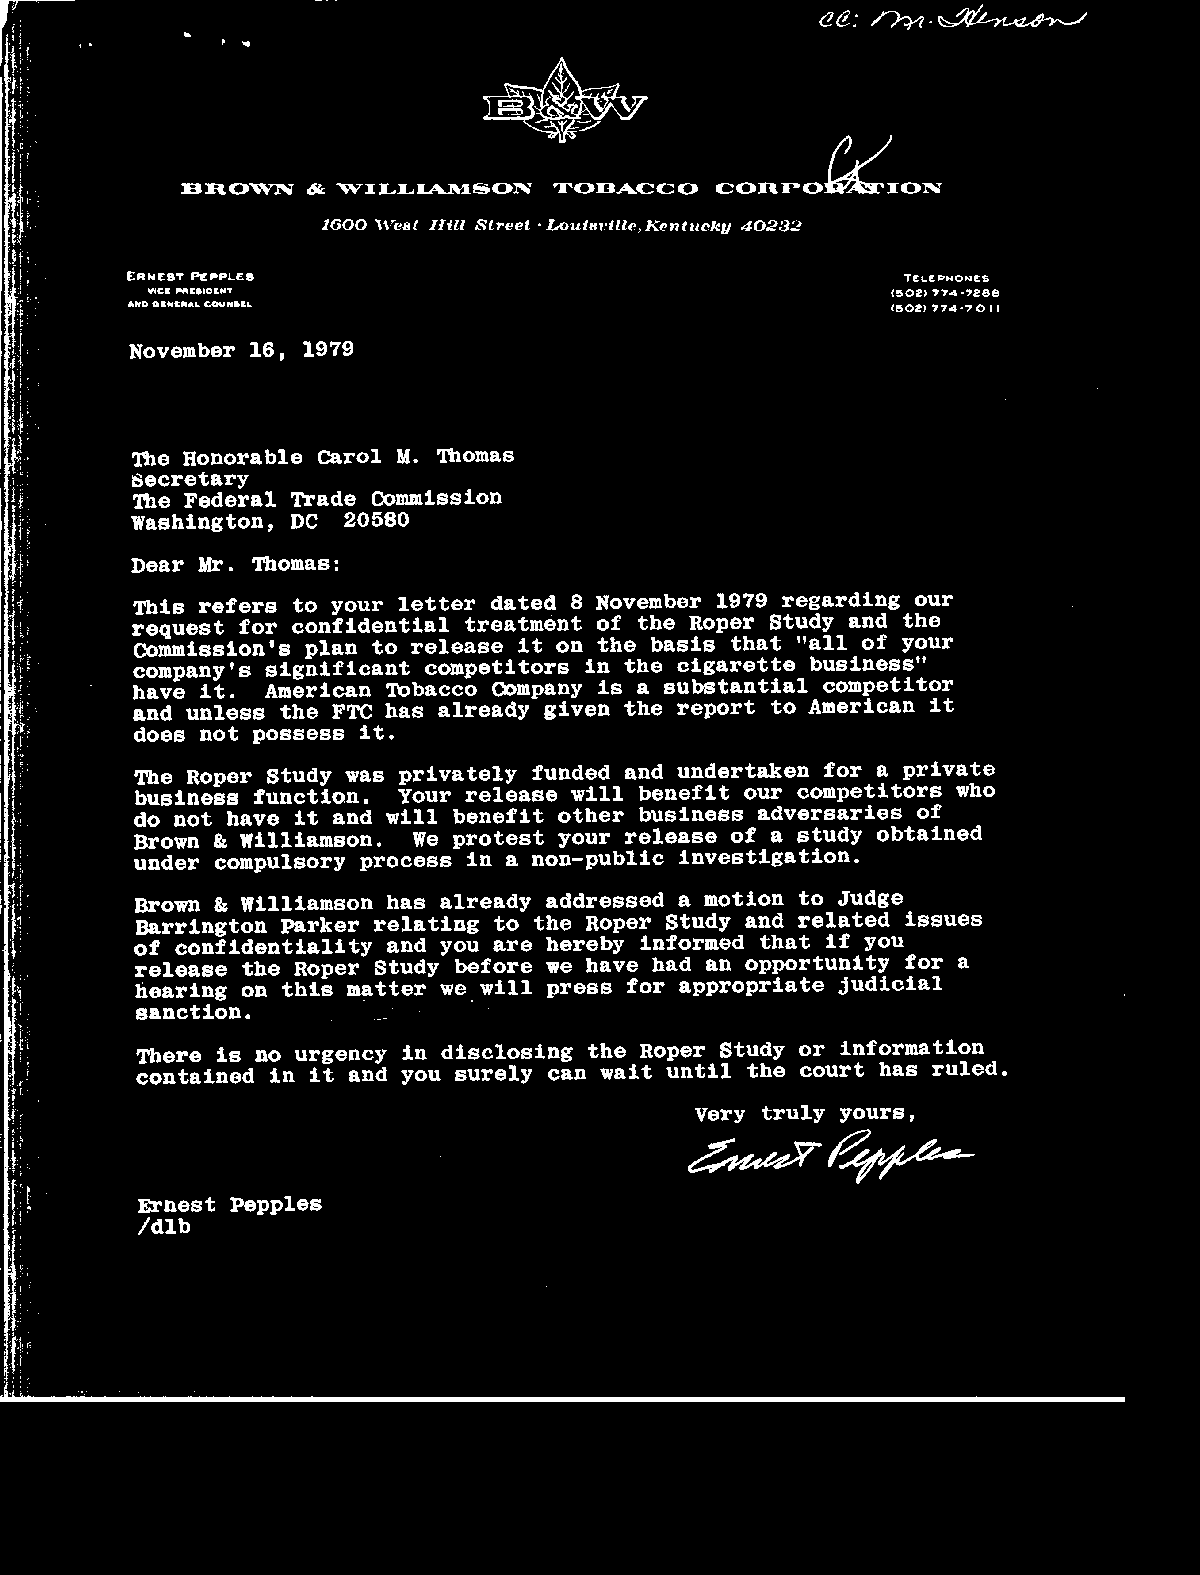 cc: Mr. Henson
B&W
BROWN & WILLIAMSON TOBACCO CORPORATION
1600 West Hill Street · Louisville, Kentucky 40232
ERNEST PEPPLES
VICE PRESIDENT
AND GENERAL COUNSEL
TELEPHONES
(502) 774-7288
(502) 774-7011
November 16, 1979
The Honorable Carol M. Thomas
Secretary
The Federal Trade Commission
Washington, DC 20580
Dear Mr. Thomas:
This refers to your letter dated 8 November 1979 regarding our
request for confidential treatment of the Roper Study and the
Commission's plan to release it on the basis that "all of your
company's significant competitors in the cigarette business"
have it. American Tobacco Company is a substantial competitor
and unless the FTC has already given the report to American it
does not possess it.
The Roper Study was privately funded and undertaken for a private
business function. Your release will benefit our competitors who
do not have it and will benefit other business adversaries of
Brown & Williamson. We protest your release of a study obtained
under compulsory process in a non-public investigation.
Brown & Williamson has already addressed a motion to Judge
Barrington Parker relating to the Roper Study and related issues
of confidentiality and you are hereby informed that if you
release the Roper Study before we have had an opportunity for a
hearing on this matter we will press for appropriate judicial
sanction.
There is no urgency in disclosing the Roper Study or information
contained in it and you surely can wait until the court has ruled.
Very truly yours,
Ernest Pepples
Ernest Pepples
/dlb